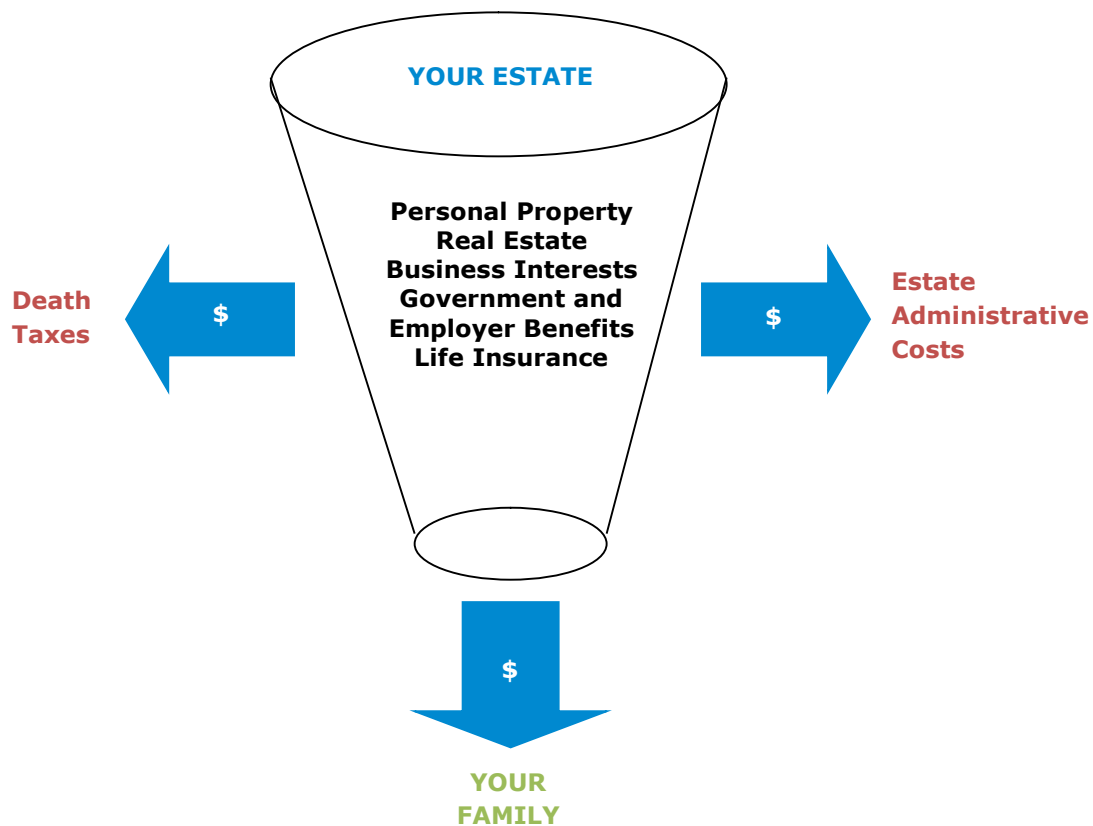 YOUR ESTATE
Personal Property
Real Estate
Business Interests
Government and
Employer Benefits
Life Insurance
Death
Taxes
$
$
Estate
Administrative
Costs
$
YOUR
FAMILY